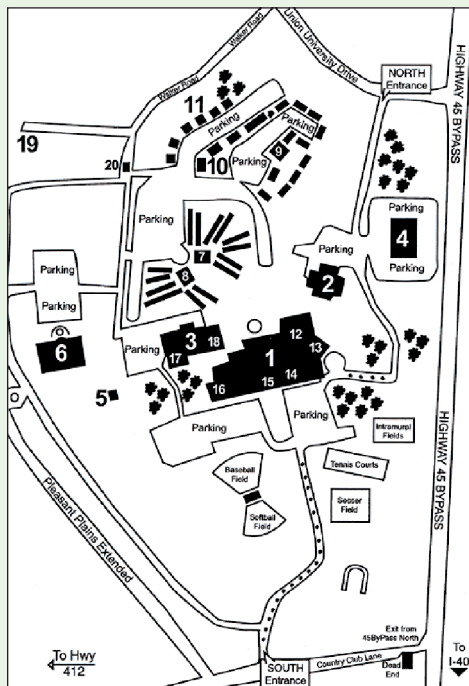 Walker Road
Walker Road
Union University Drive
NORTH
Entrance
HIGHWAY 45 BYPASS
11
Parking
Parking
19
20
10
Parking
9
Parking
Parking
4
Parking
Parking
7
Parking
2
8
Parking
Parking
12
3
18
13
6
Parking
17
1
14
15
16
5
Parking
Parking
Intramural
Fields
HIGHWAY 45 BYPASS
Tennis Courts
Baseball
Field
Soccer
Field
Softball
Field
Pleasant Plains Extended
Exit from
45ByPass North
To
I-40
To Hwy
412
SOUTH
Entrance
Country Club Lane
Dead
End